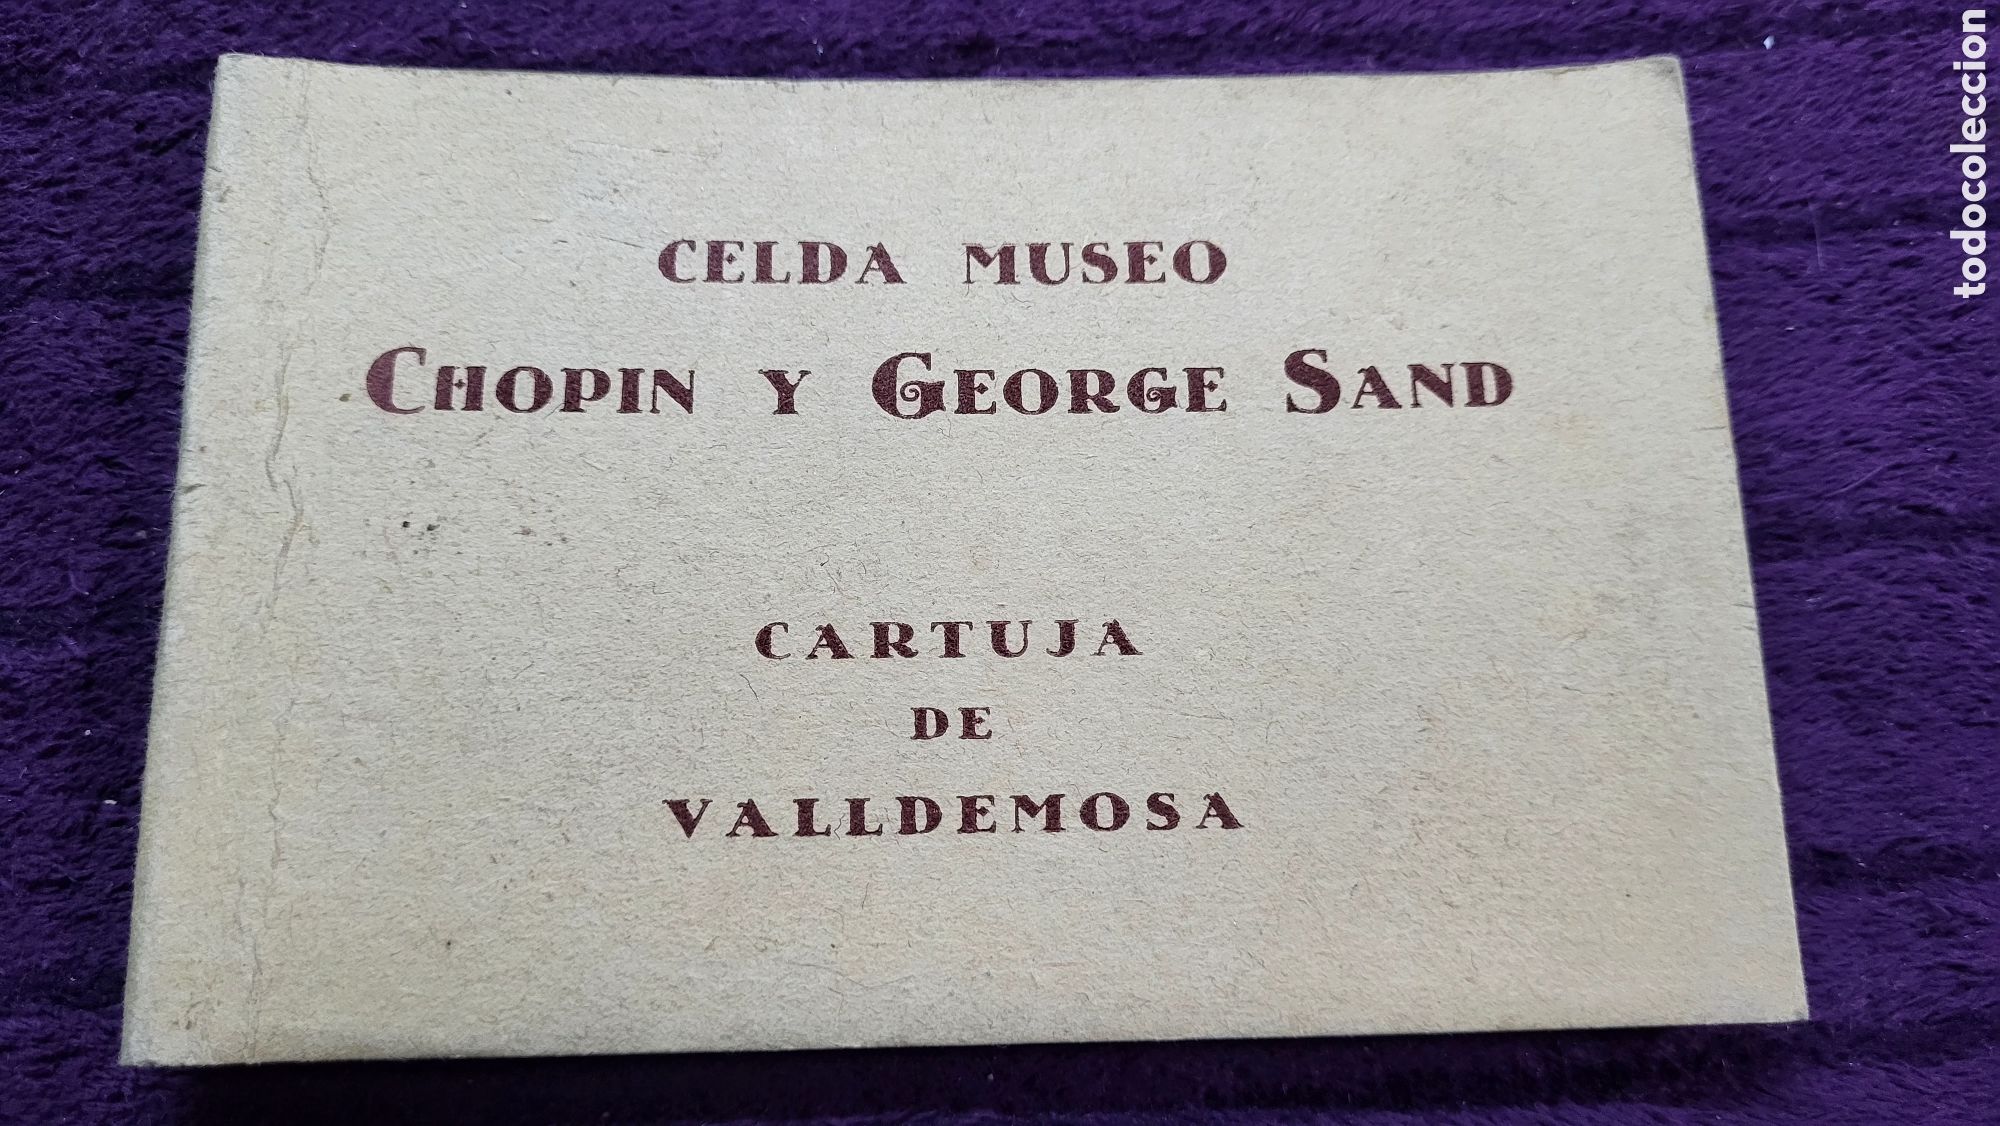 CELDA MUSEO
CHOPIN Y GEORGE SAND
CARTUJA
DE
VALLDEMOSA
todocoleccion